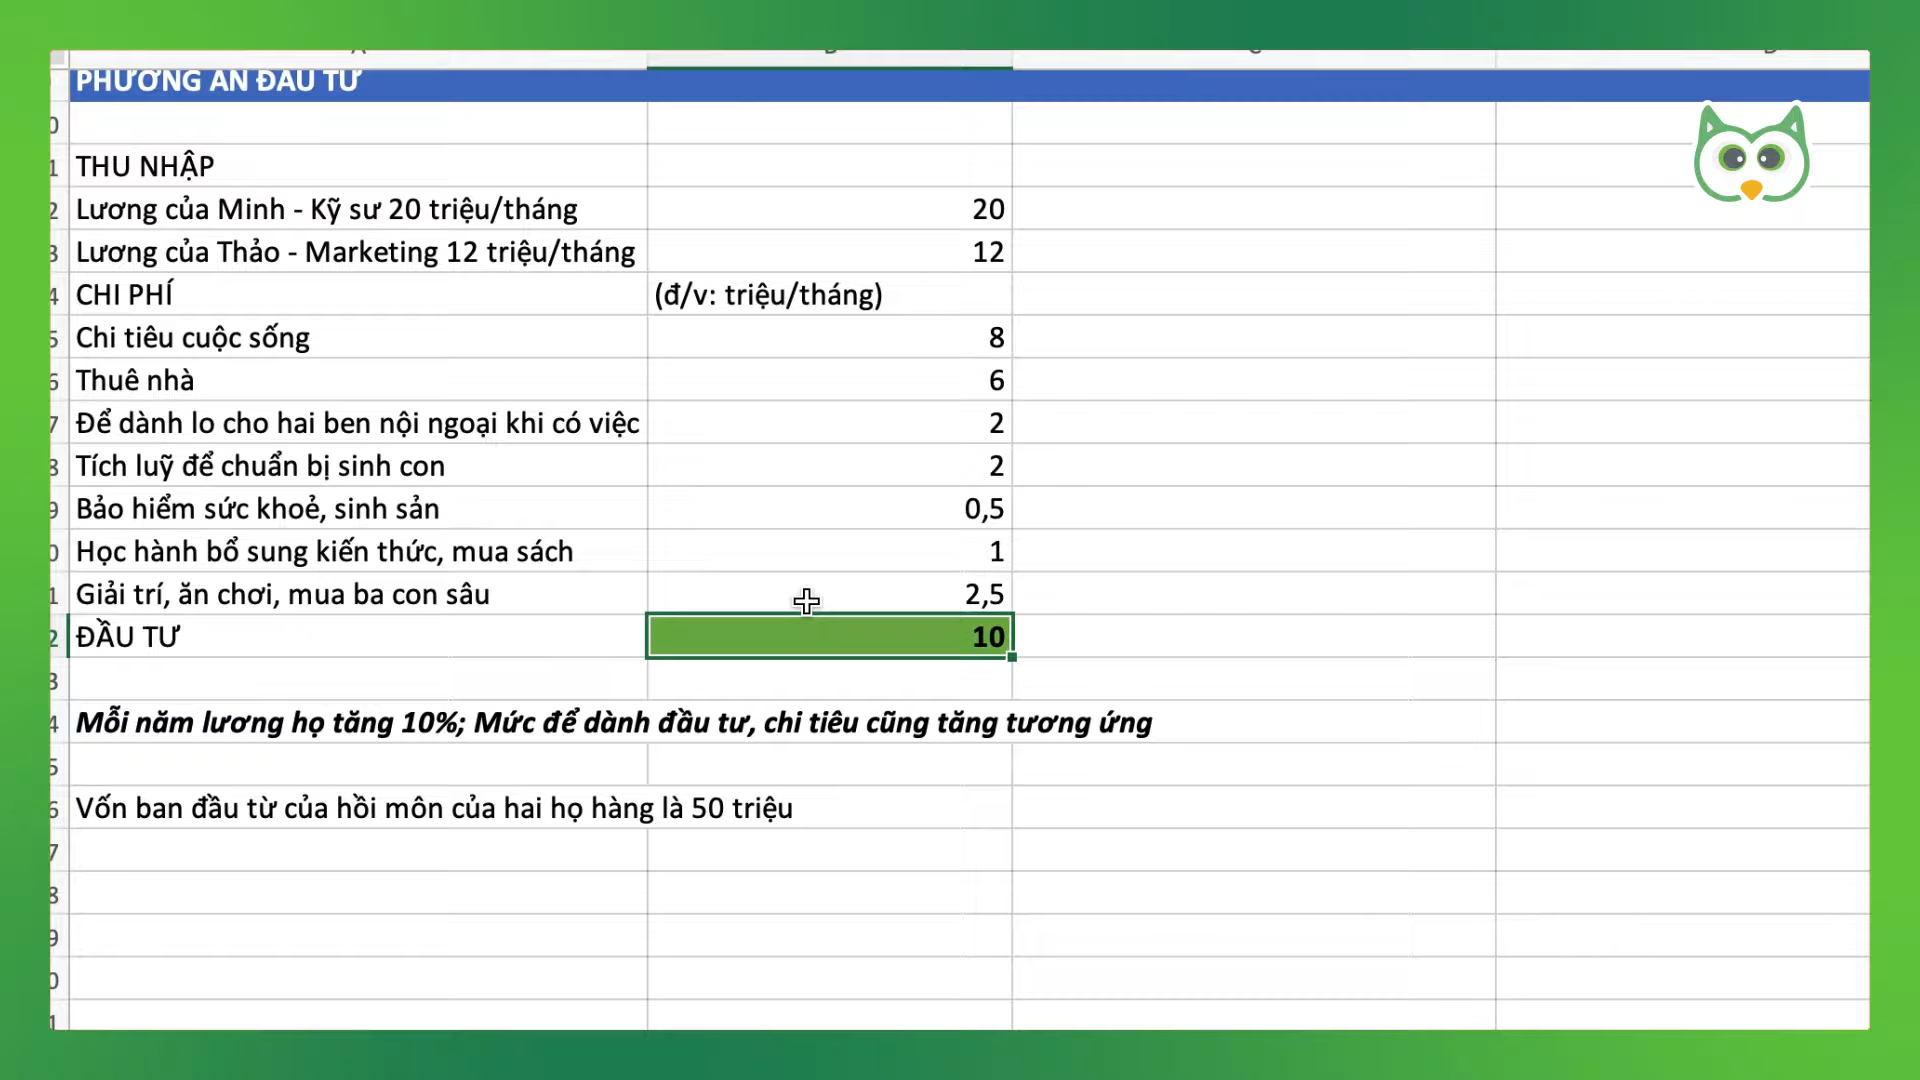 PHƯƠNG ÁN ĐẦU TƯ
THU NHẬP
Lương của Minh - Kỹ sư 20 triệu/tháng 20
Lương của Thảo - Marketing 12 triệu/tháng 12
CHI PHÍ (đ/v: triệu/tháng)
Chi tiêu cuộc sống 8
Thuê nhà 6
Để dành lo cho hai ben nội ngoại khi có việc 2
Tích luỹ để chuẩn bị sinh con 2
Bảo hiểm sức khoẻ, sinh sản 0,5
Học hành bổ sung kiến thức, mua sách 1
Giải trí, ăn chơi, mua ba con sâu 2,5
ĐẦU TƯ 10
Mỗi năm lương họ tăng 10%; Mức để dành đầu tư, chi tiêu cũng tăng tương ứng
Vốn ban đầu từ của hồi môn của hai họ hàng là 50 triệu